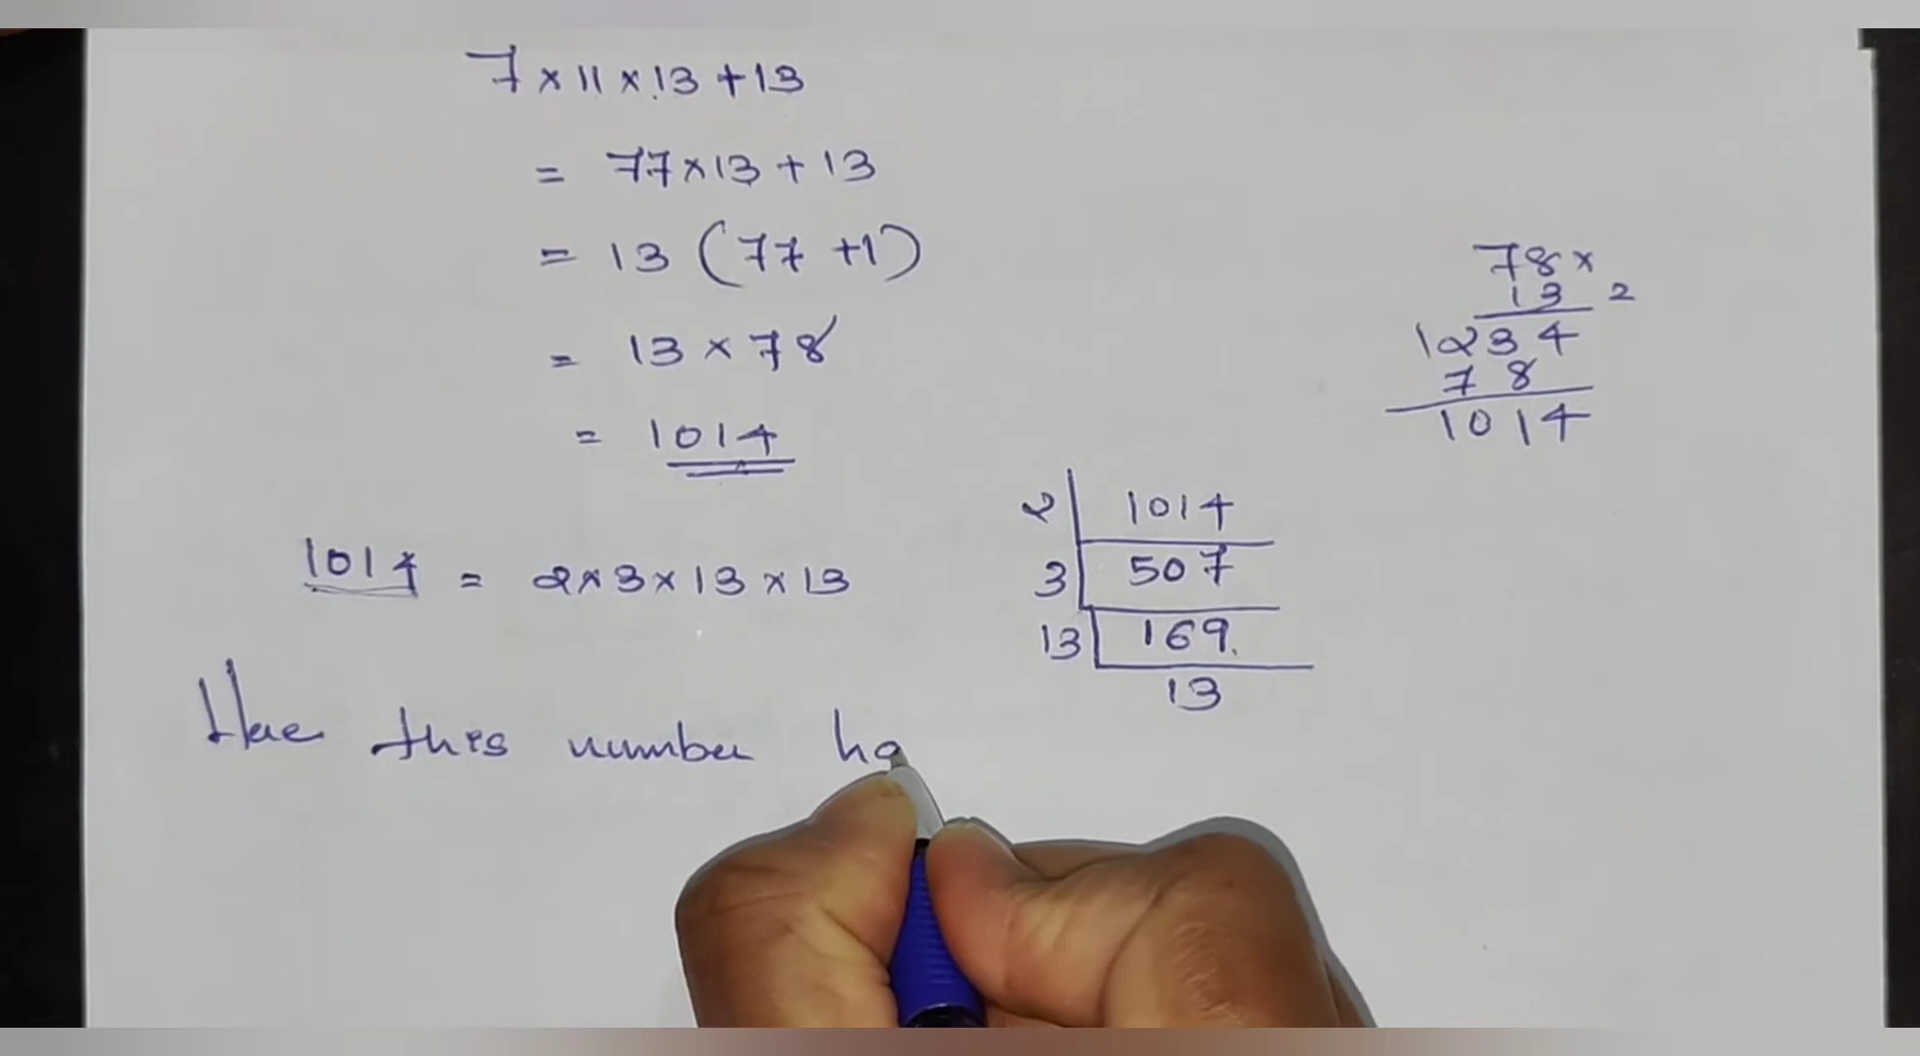 7 × 11 × 13 + 13
= 77 × 13 + 13
= 13 (77 + 1)
= 13 × 78
= 1014
78 ×
13 2
1234
78
1014
1014 = 2 × 3 × 13 × 13
2 1014
3 507
13 169
13
Here this number ha